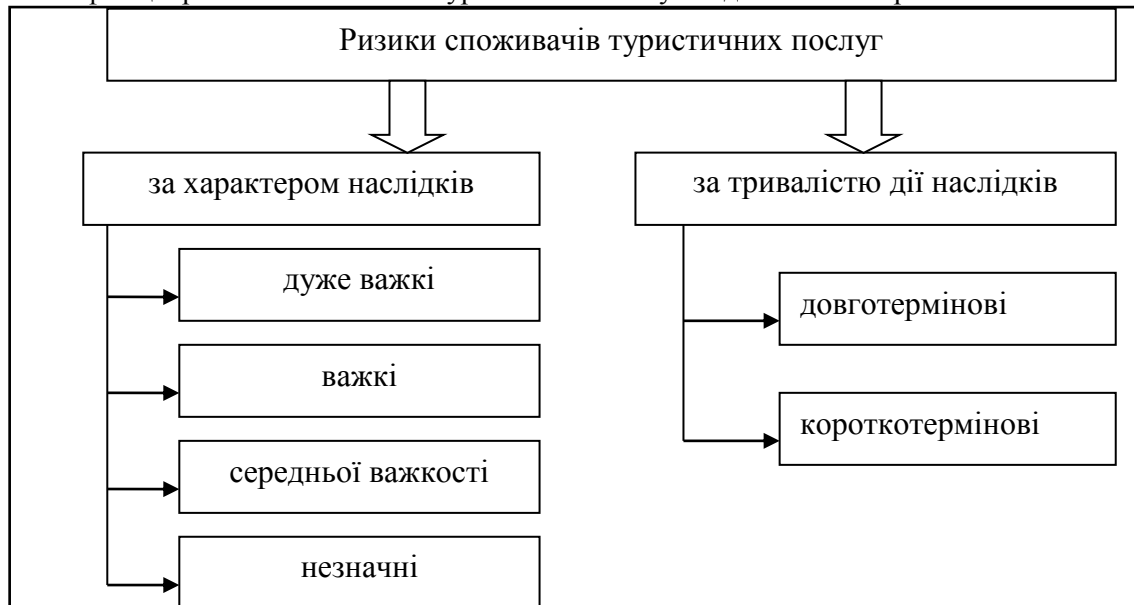 Ризики споживачів туристичних послуг
за характером наслідків
за тривалістю дії наслідків
дуже важкі
важкі
середньої важкості
незначні
довготермінові
короткотермінові